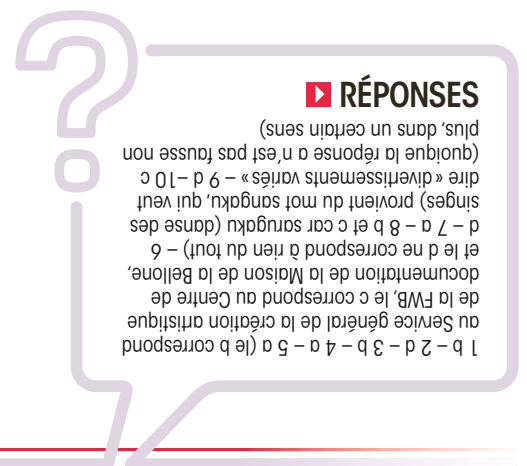 RÉPONSES
1 b – 2 d – 3 b – 4 a – 5 a (le b correspond
au Service général de la création artistique
de la FWB, le c correspond au Centre de
documentation de la Maison de la Bellone,
et le d ne correspond à rien du tout) – 6
d – 7 a – 8 b et c car sarugaku (danse des
singes) provient du mot sangaku, qui veut
dire « divertissements variés » – 9 d –10 c
(quoique la réponse a n’est pas fausse non
plus, dans un certain sens)